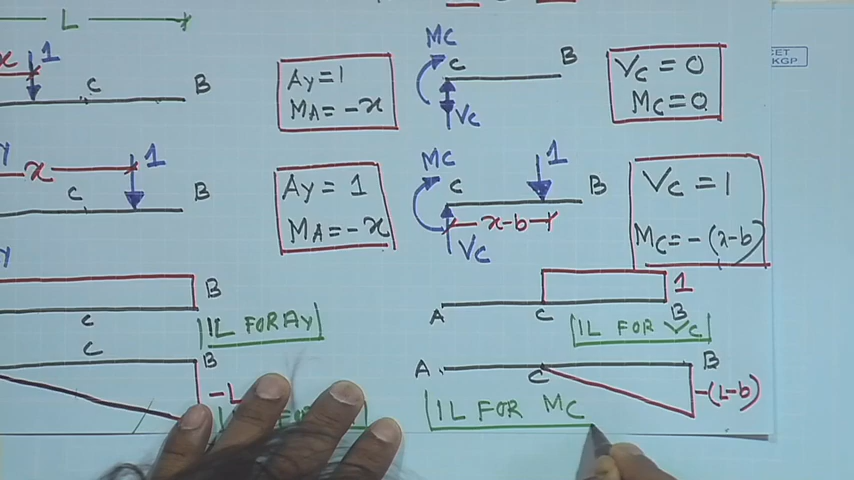 L
x
1
C
B
Ay = 1
MA = -x
MC
C
B
Vc
Vc = 0
Mc = 0
Y
x
1
C
B
Ay = 1
MA = -x
MC
C
1
B
x-b
Vc
Vc = 1
Mc = -(x-b)
CET
KGP
Y
B
C
IL FOR Ay
C
B
-L
1
A
C
B
IL FOR Vc
A
C
B
-(L-b)
IL FOR MC